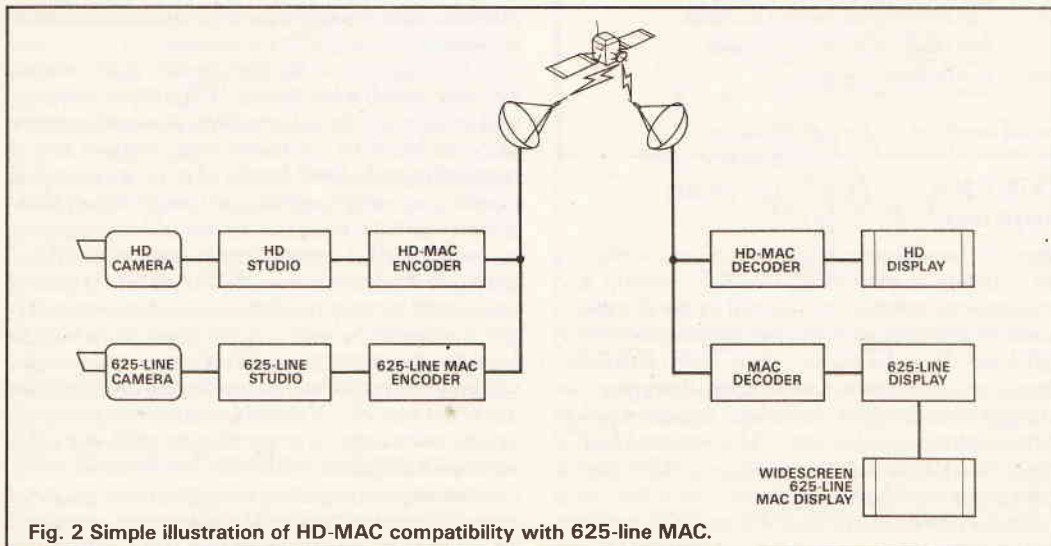 HD
CAMERA
HD
STUDIO
HD-MAC
ENCODER
HD-MAC
DECODER
HD
DISPLAY
625-LINE
CAMERA
625-LINE
STUDIO
625-LINE MAC
ENCODER
MAC
DECODER
625-LINE
DISPLAY
WIDESCREEN
625-LINE
MAC DISPLAY
Fig. 2 Simple illustration of HD-MAC compatibility with 625-line MAC.